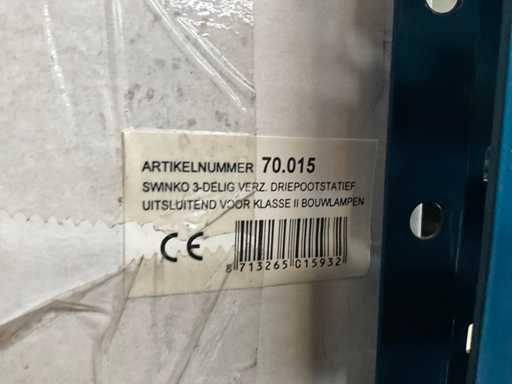 ARTIKELNUMMER 70.015
SWINKO 3-DELIG VERZ. DRIEPOOTSTATIEF
UITSLUITEND VOOR KLASSE II BOUWLAMPEN
CE
8 713265 015932